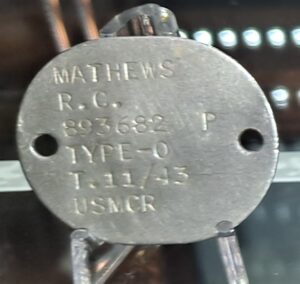 MATHEWS
R.C.
893682 P
TYPE-O
T.11/43
USMCR